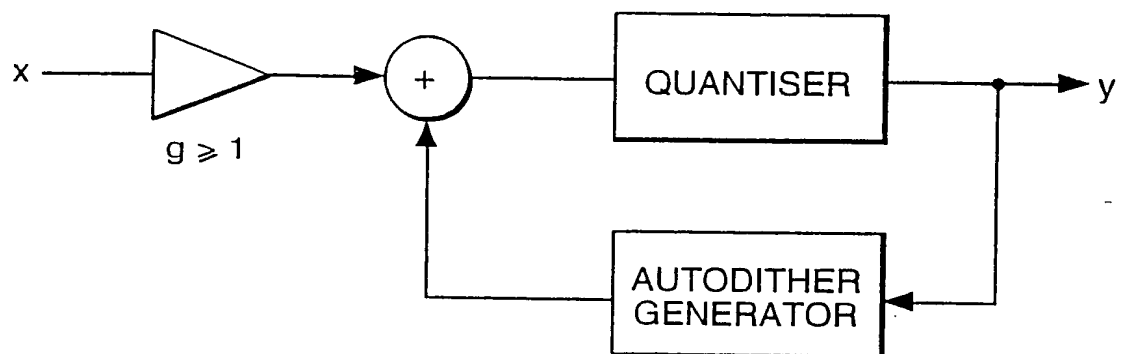 x
+
QUANTISER
y
g ⩾ 1
AUTODITHER
GENERATOR